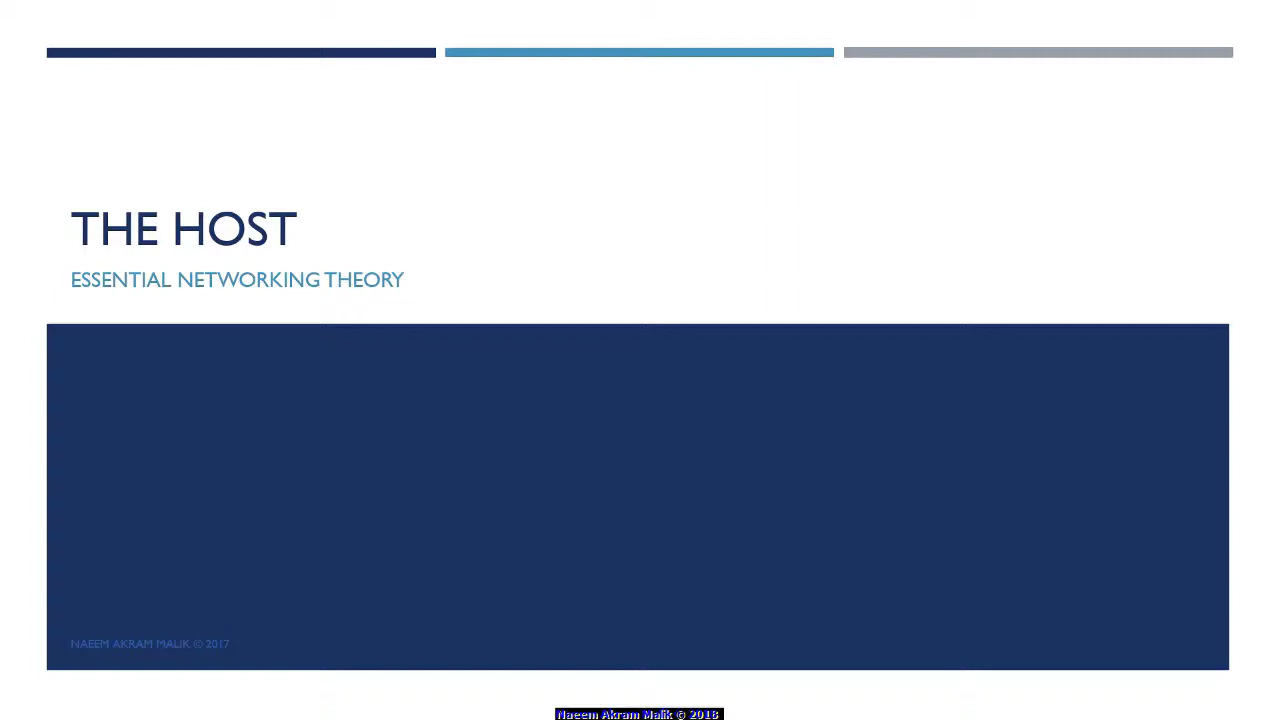 THE HOST
ESSENTIAL NETWORKING THEORY
NAEEM AKRAM MALIK © 2017
Naeem Akram Malik © 2018